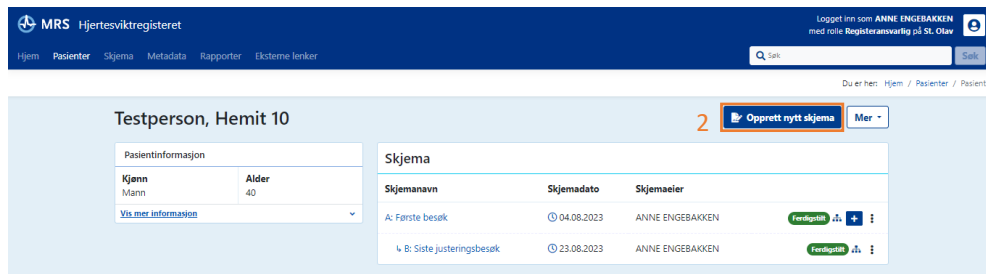 MRS Hjertesviktregisteret
Logget inn som ANNE ENGEBAKKEN
med rolle Registeransvarlig på St. Olav
Hjem Pasienter Skjema Metadata Rapporter Eksterne lenker
Søk Søk
Du er her: Hjem / Pasienter / Pasient
Testperson, Hemit 10
2 Opprett nytt skjema Mer
Pasientinformasjon
Kjønn Alder
Mann 40
Vis mer informasjon
Skjema
Skjemanavn Skjemadato Skjemaeier
A: Første besøk 04.08.2023 ANNE ENGEBAKKEN Ferdigstilt
B: Siste justeringsbesøk 23.08.2023 ANNE ENGEBAKKEN Ferdigstilt